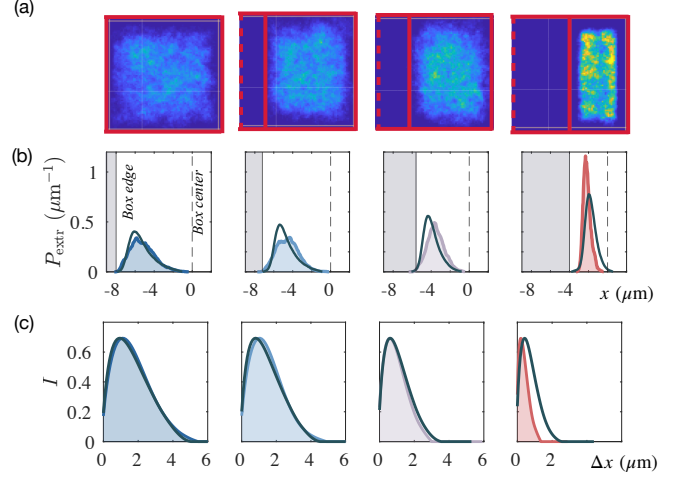 (a)
(b)
P_extr (μm⁻¹)
1
0.5
0
Box edge
Box center
-8 -4 0 -8 -4 0 -8 -4 0 -8 -4 0 x (μm)
(c)
I
0.6
0.4
0.2
0
0 2 4 6 0 2 4 6 0 2 4 6 0 2 Δx (μm)